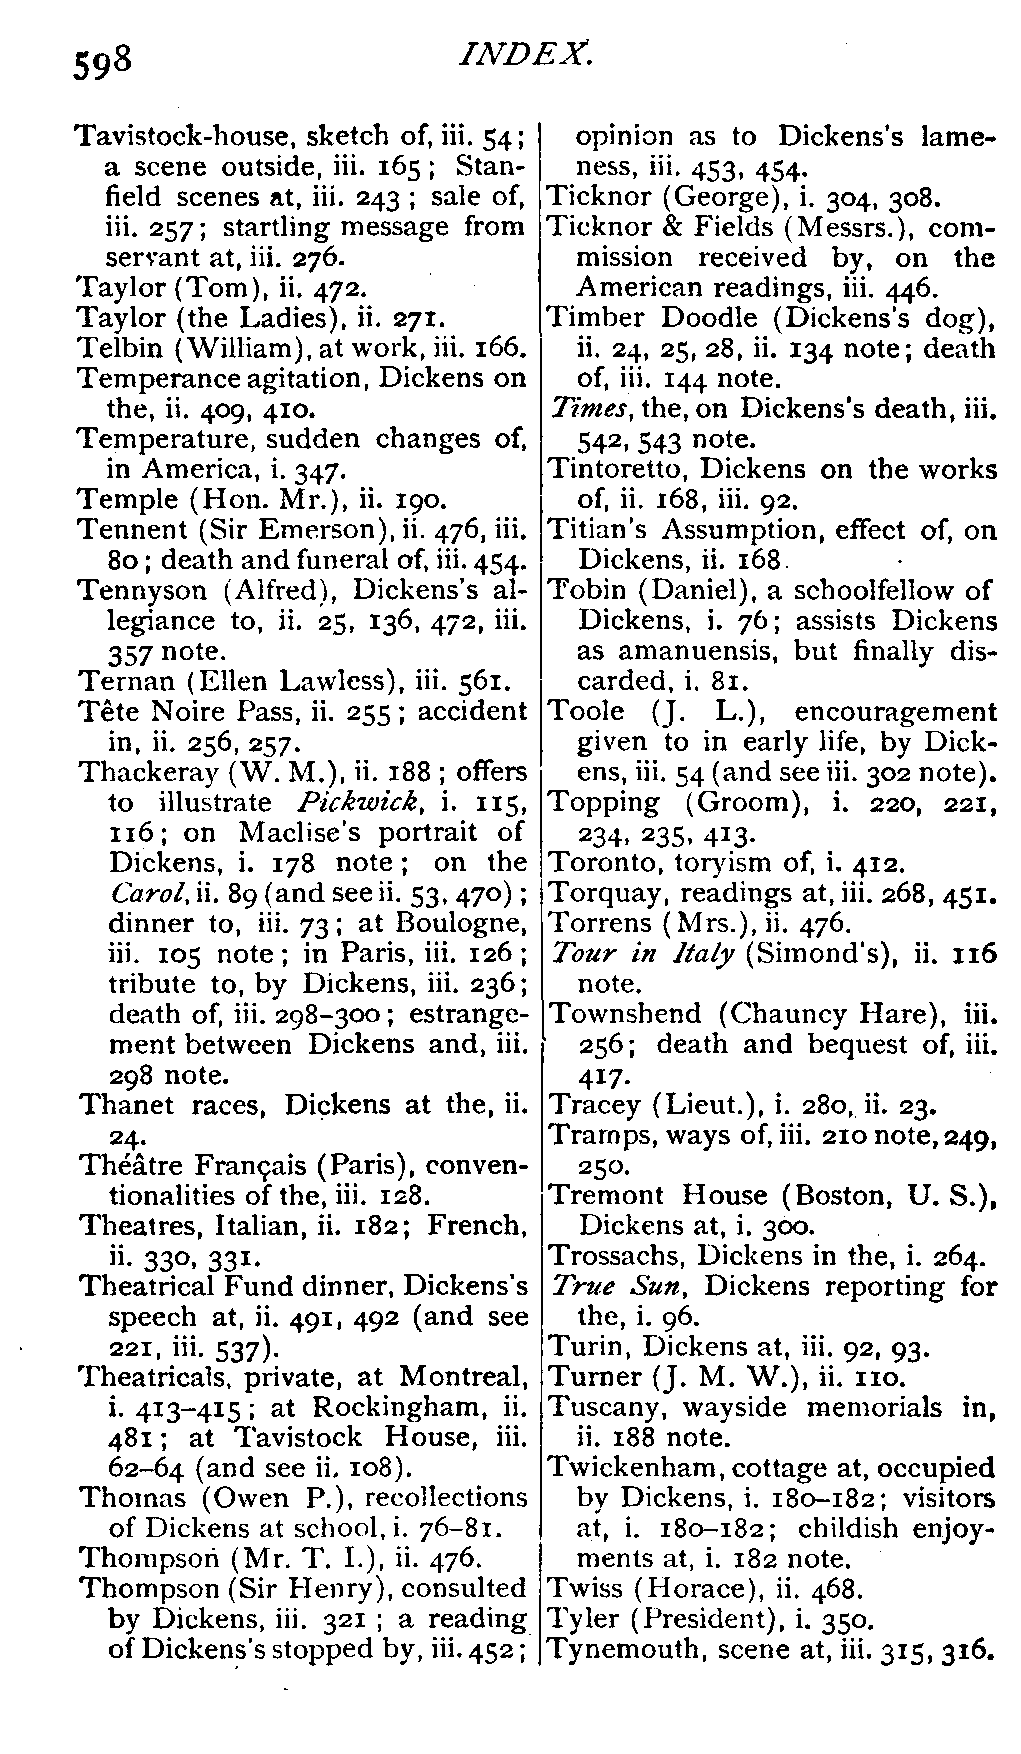 598
INDEX.
Tavistock-house, sketch of, iii. 54;
a scene outside, iii. 165; Stan-
field scenes at, iii. 243; sale of,
iii. 257; startling message from
servant at, iii. 276.
Taylor (Tom), ii. 472.
Taylor (the Ladies), ii. 271.
Telbin (William), at work, iii. 166.
Temperance agitation, Dickens on
the, ii. 409, 410.
Temperature, sudden changes of,
in America, i. 347.
Temple (Hon. Mr.), ii. 190.
Tennent (Sir Emerson), ii. 476, iii.
80; death and funeral of, iii. 454.
Tennyson (Alfred), Dickens's al-
legiance to, ii. 25, 136, 472, iii.
357 note.
Ternan (Ellen Lawless), iii. 561.
Tête Noire Pass, ii. 255; accident
in, ii. 256, 257.
Thackeray (W. M.), ii. 188; offers
to illustrate Pickwick, i. 115,
116; on Maclise's portrait of
Dickens, i. 178 note; on the
Carol, ii. 89 (and see ii. 53, 470);
dinner to, iii. 73; at Boulogne,
iii. 105 note; in Paris, iii. 126;
tribute to, by Dickens, iii. 236;
death of, iii. 298–300; estrange-
ment between Dickens and, iii.
298 note.
Thanet races, Dickens at the, ii.
24.
Théâtre Français (Paris), conven-
tionalities of the, iii. 128.
Theatres, Italian, ii. 182; French,
ii. 330, 331.
Theatrical Fund dinner, Dickens's
speech at, ii. 491, 492 (and see
221, iii. 537).
Theatricals, private, at Montreal,
i. 413–415; at Rockingham, ii.
481; at Tavistock House, iii.
62–64 (and see ii. 108).
Thomas (Owen P.), recollections
of Dickens at school, i. 76–81.
Thompson (Mr. T. I.), ii. 476.
Thompson (Sir Henry), consulted
by Dickens, iii. 321; a reading
of Dickens's stopped by, iii. 452;
opinion as to Dickens's lame-
ness, iii. 453, 454.
Ticknor (George), i. 304, 308.
Ticknor & Fields (Messrs.), com-
mission received by, on the
American readings, iii. 446.
Timber Doodle (Dickens's dog),
ii. 24, 25, 28, ii. 134 note; death
of, iii. 144 note.
Times, the, on Dickens's death, iii.
542, 543 note.
Tintoretto, Dickens on the works
of, ii. 168, iii. 92.
Titian's Assumption, effect of, on
Dickens, ii. 168.
Tobin (Daniel), a schoolfellow of
Dickens, i. 76; assists Dickens
as amanuensis, but finally dis-
carded, i. 81.
Toole (J. L.), encouragement
given to in early life, by Dick-
ens, iii. 54 (and see iii. 302 note).
Topping (Groom), i. 220, 221,
234, 235, 413.
Toronto, toryism of, i. 412.
Torquay, readings at, iii. 268, 451.
Torrens (Mrs.), ii. 476.
Tour in Italy (Simond's), ii. 116
note.
Townshend (Chauncy Hare), iii.
256; death and bequest of, iii.
417.
Tracey (Lieut.), i. 280, ii. 23.
Tramps, ways of, iii. 210 note, 249,
250.
Tremont House (Boston, U. S.),
Dickens at, i. 300.
Trossachs, Dickens in the, i. 264.
True Sun, Dickens reporting for
the, i. 96.
Turin, Dickens at, iii. 92, 93.
Turner (J. M. W.), ii. 110.
Tuscany, wayside memorials in,
ii. 188 note.
Twickenham, cottage at, occupied
by Dickens, i. 180–182; visitors
at, i. 180–182; childish enjoy-
ments at, i. 182 note.
Twiss (Horace), ii. 468.
Tyler (President), i. 350.
Tynemouth, scene at, iii. 315, 316.